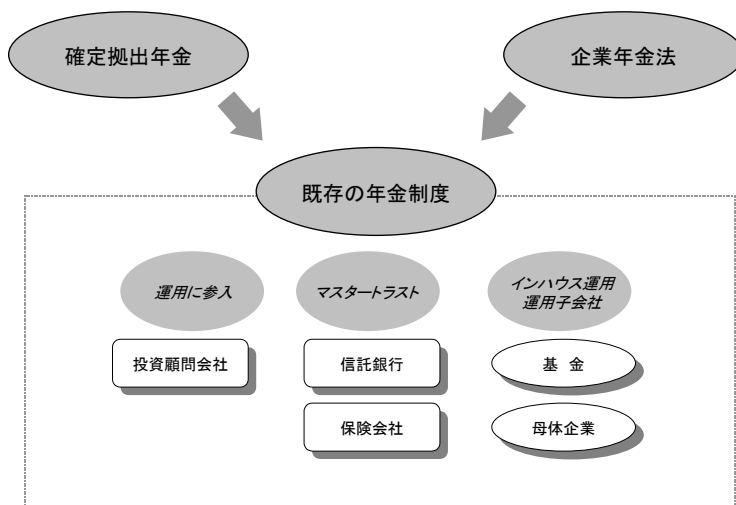 確定拠出年金
企業年金法
既存の年金制度
運用に参入
マスタートラスト
インハウス運用
運用子会社
投資顧問会社
信託銀行
基 金
保険会社
母体企業